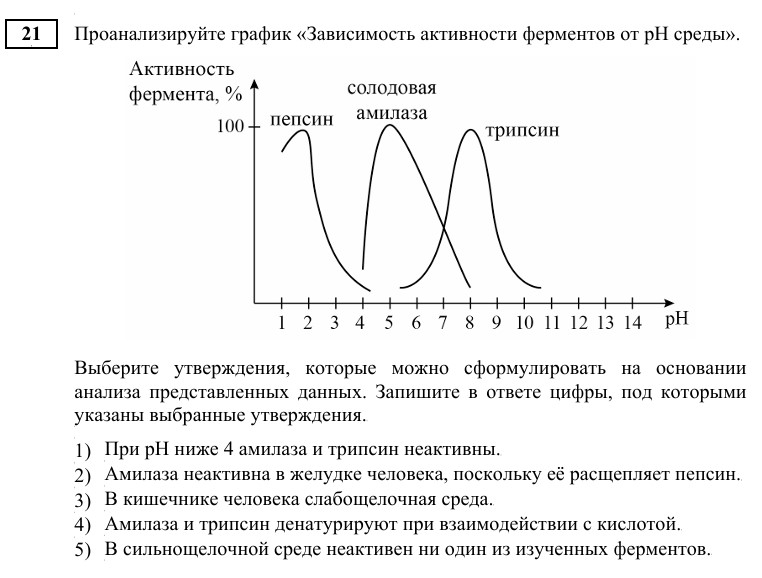 21 Проанализируйте график «Зависимость активности ферментов от pH среды».
Активность
фермента, %
солодовая
амилаза
пепсин
трипсин
100
1 2 3 4 5 6 7 8 9 10 11 12 13 14 pH
Выберите утверждения, которые можно сформулировать на основании
анализа представленных данных. Запишите в ответе цифры, под которыми
указаны выбранные утверждения.
1) При pH ниже 4 амилаза и трипсин неактивны.
2) Амилаза неактивна в желудке человека, поскольку её расщепляет пепсин.
3) В кишечнике человека слабощелочная среда.
4) Амилаза и трипсин денатурируют при взаимодействии с кислотой.
5) В сильнощелочной среде неактивен ни один из изученных ферментов.